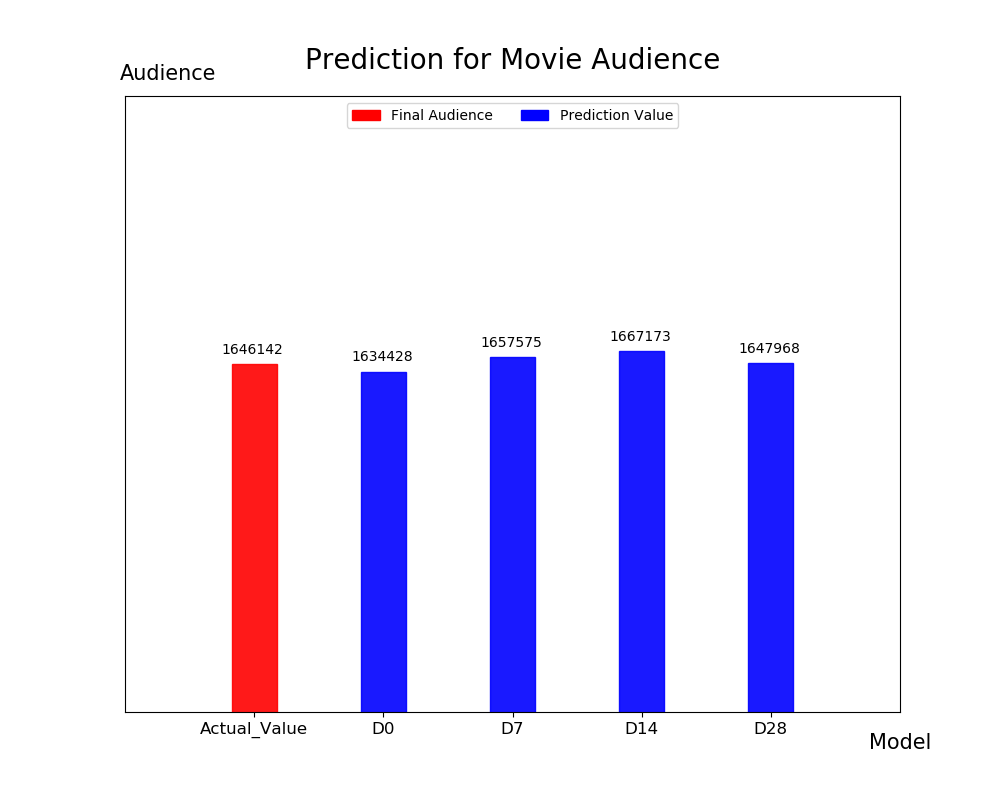 Prediction for Movie Audience
Audience
Final Audience Prediction Value
1646142 1634428 1657575 1667173 1647968
Actual_Value D0 D7 D14 D28
Model